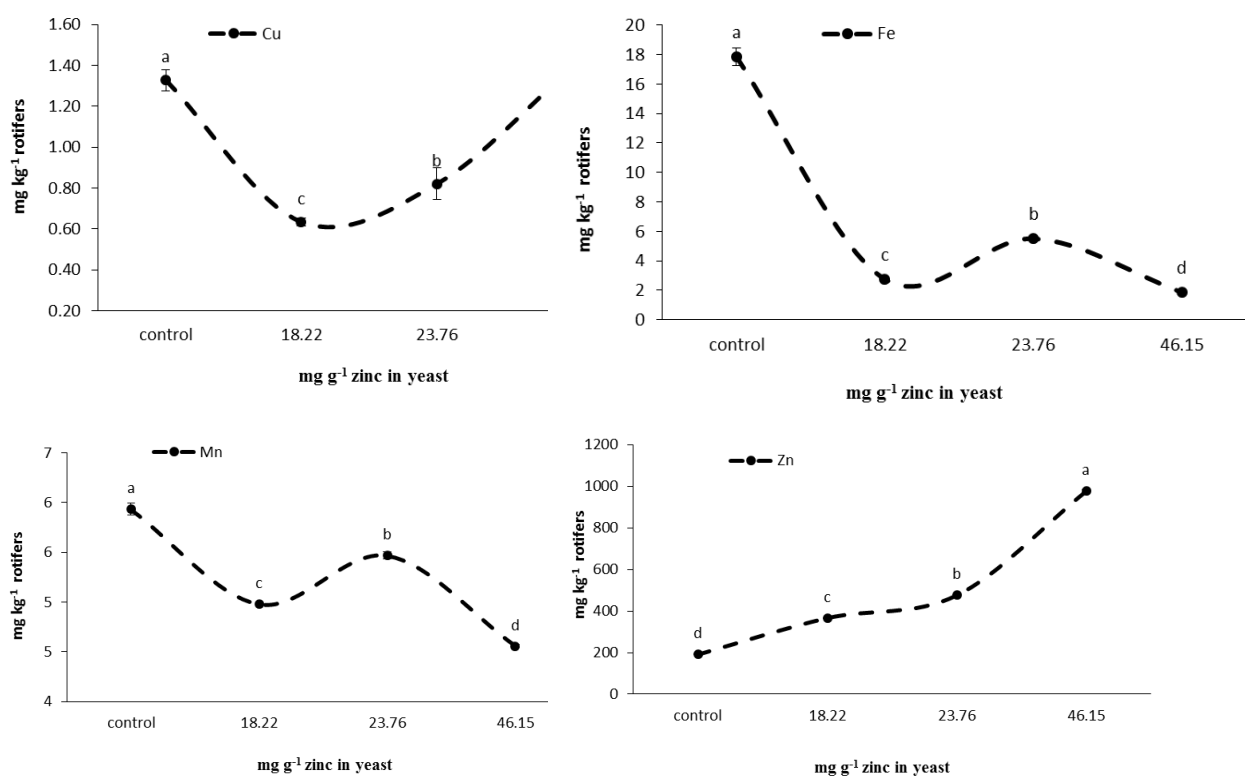 Cu
1.60
1.40
1.20
1.00
0.80
0.60
0.40
0.20
mg kg⁻¹ rotifers
a
c
b
control 18.22 23.76
mg g⁻¹ zinc in yeast
Fe
20
18
16
14
12
10
8
6
4
2
0
mg kg⁻¹ rotifers
a
c
b
d
control 18.22 23.76 46.15
mg g⁻¹ zinc in yeast
Mn
7
6
6
5
5
4
mg kg⁻¹ rotifers
a
c
b
d
control 18.22 23.76 46.15
mg g⁻¹ zinc in yeast
Zn
1200
1000
800
600
400
200
0
mg kg⁻¹ rotifers
d
c
b
a
control 18.22 23.76 46.15
mg g⁻¹ zinc in yeast